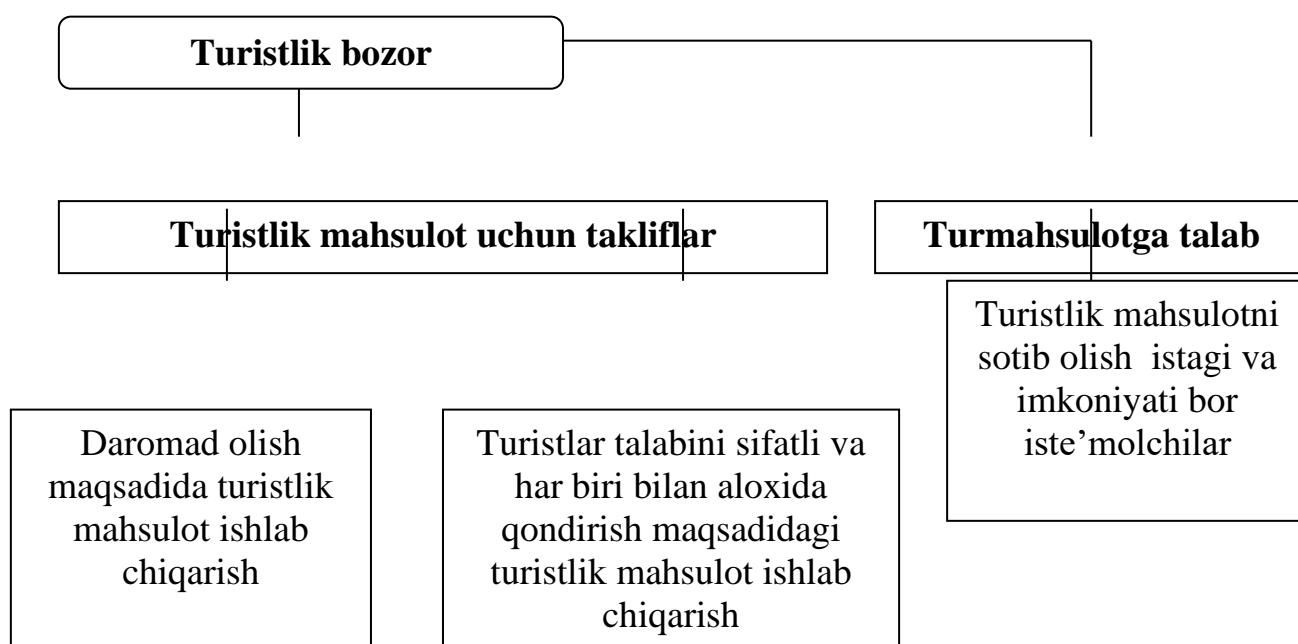 Turistlik bozor
Turistlik mahsulot uchun takliflar
Turmahsulotga talab
Turistlik mahsulotni
sotib olish istagi va
imkoniyati bor
iste’molchilar
Daromad olish
maqsadida turistlik
mahsulot ishlab
chiqarish
Turistlar talabini sifatli va
har biri bilan aloxida
qondirish maqsadidagi
turistlik mahsulot ishlab
chiqarish